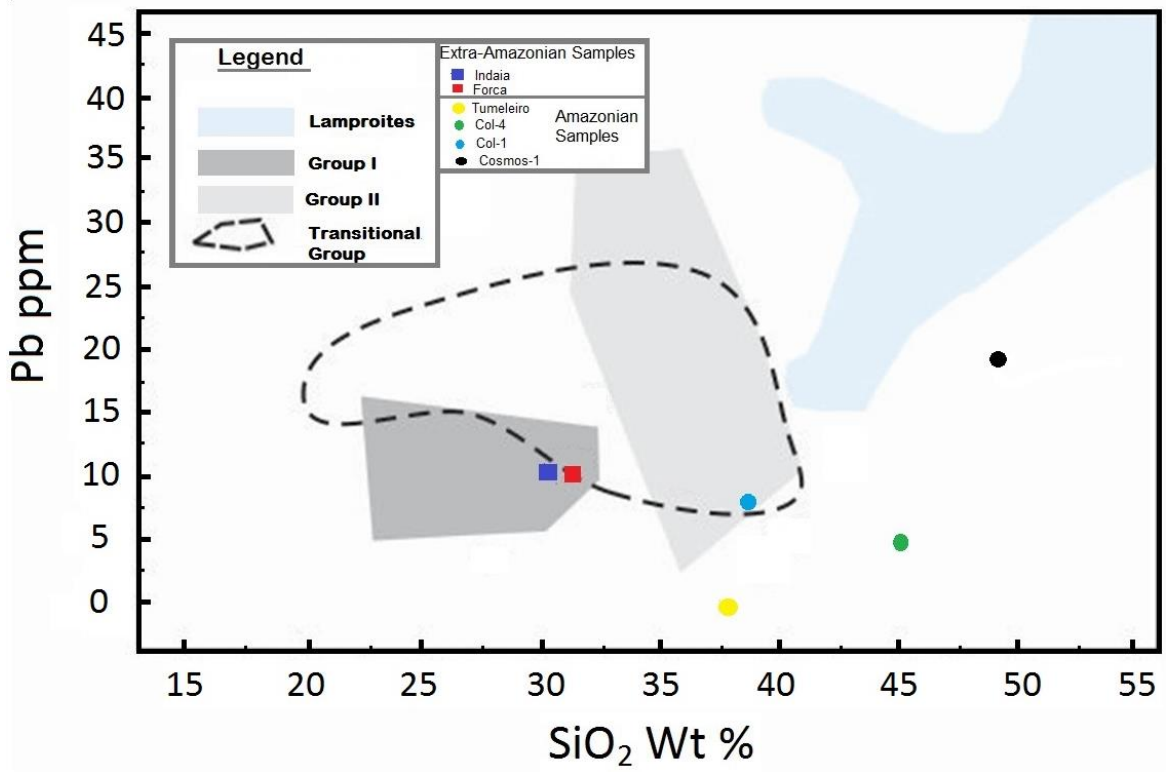 45
40
35
30
25
20
15
10
5
0
Pb ppm
Legend
Lamproites
Group I
Group II
Transitional
Group
Extra-Amazonian Samples
Indaia
Forca
Tumeleiro
Col-4
Col-1
Cosmos-1
Amazonian
Samples
15 20 25 30 35 40 45 50 55
SiO₂ Wt %